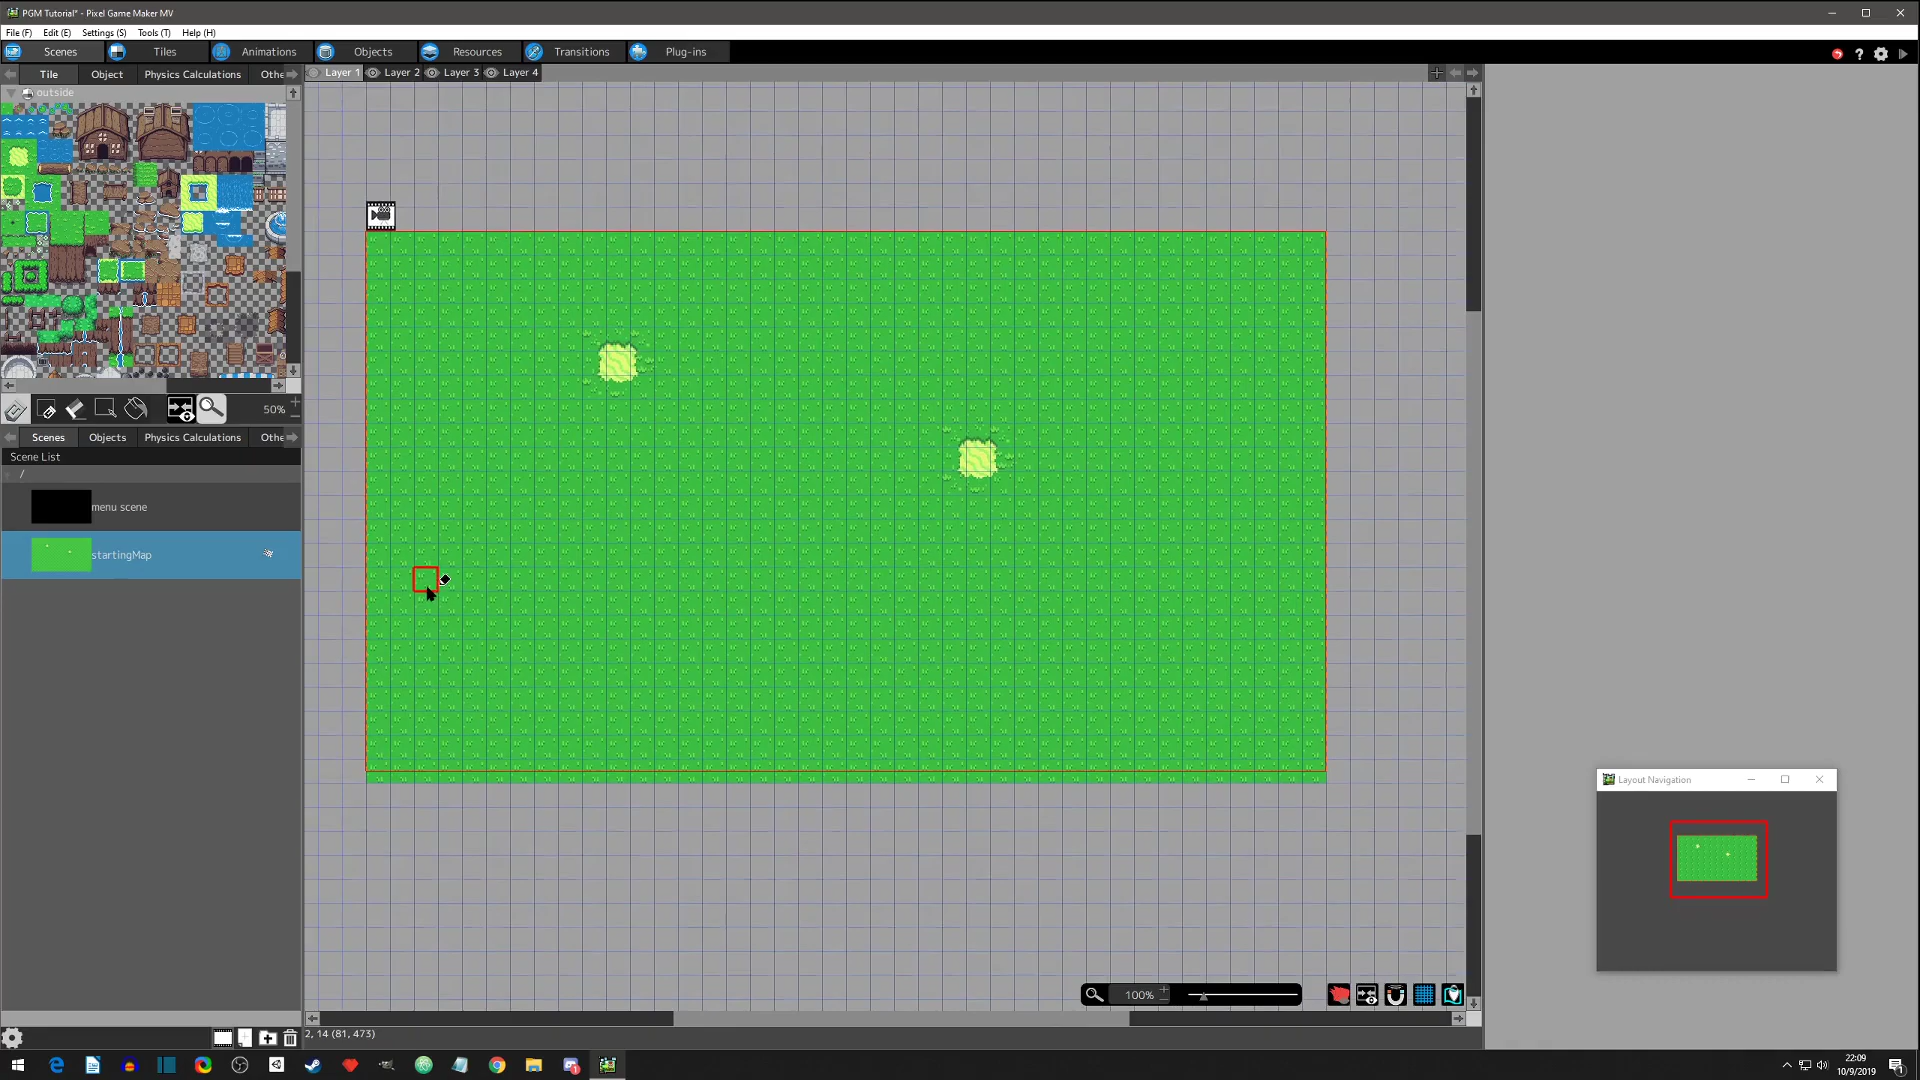 PGM Tutorial* - Pixel Game Maker MV
File (F) Edit (E) Settings (S) Tools (T) Help (H)
Scenes Tiles Animations Objects Resources Transitions Plug-ins
Tile Object Physics Calculations Othe
Layer 1 Layer 2 Layer 3 Layer 4
outside
50%
Scenes Objects Physics Calculations Othe
Scene List
/
menu scene
startingMap
Layout Navigation
100%
2, 14 (81, 473)
22:09
10/9/2019